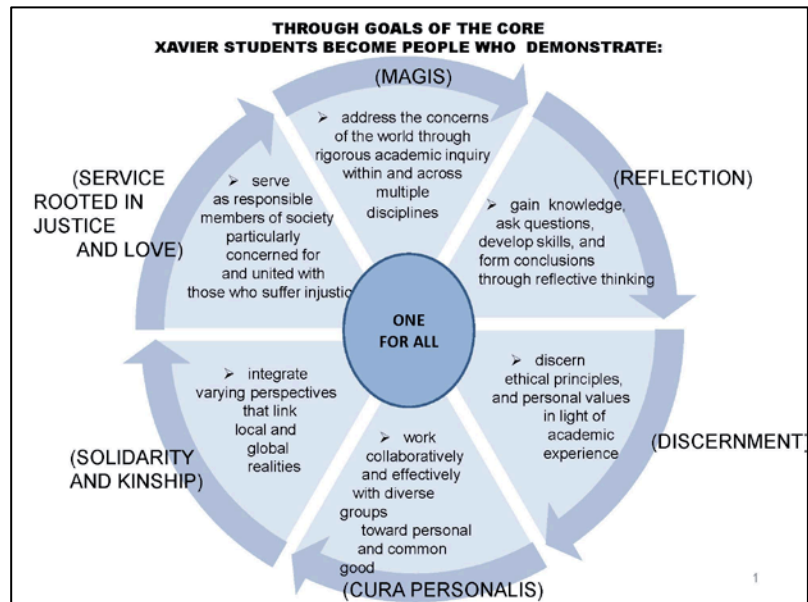 THROUGH GOALS OF THE CORE
XAVIER STUDENTS BECOME PEOPLE WHO DEMONSTRATE:
(MAGIS)
➢ address the concerns
of the world through
rigorous academic inquiry
within and across
multiple
disciplines
(REFLECTION)
➢ gain knowledge,
ask questions,
develop skills, and
form conclusions
through reflective thinking
(DISCERNMENT)
➢ discern
ethical principles,
and personal values
in light of
academic
experience
(CURA PERSONALIS)
➢ work
collaboratively
and effectively
with diverse
groups
toward personal
and common
good
(SOLIDARITY
AND KINSHIP)
➢ integrate
varying perspectives
that link
local and
global
realities
(SERVICE
ROOTED IN
JUSTICE
AND LOVE)
➢ serve
as responsible
members of society
particularly
concerned for
and united with
those who suffer injustic
ONE
FOR ALL
1